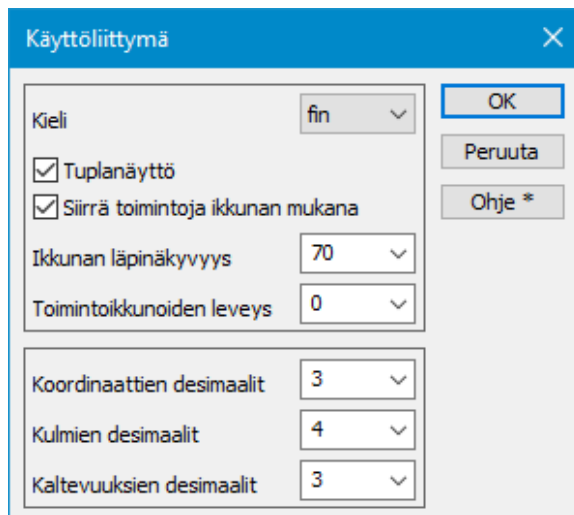 Käyttöliittymä
Kieli fin
Tuplanäyttö
Siirrä toimintoja ikkunan mukana
Ikkunan läpinäkyvyys 70
Toimintoikkunoiden leveys 0
Koordinaattien desimaalit 3
Kulmien desimaalit 4
Kaltevuuksien desimaalit 3
OK
Peruuta
Ohje *